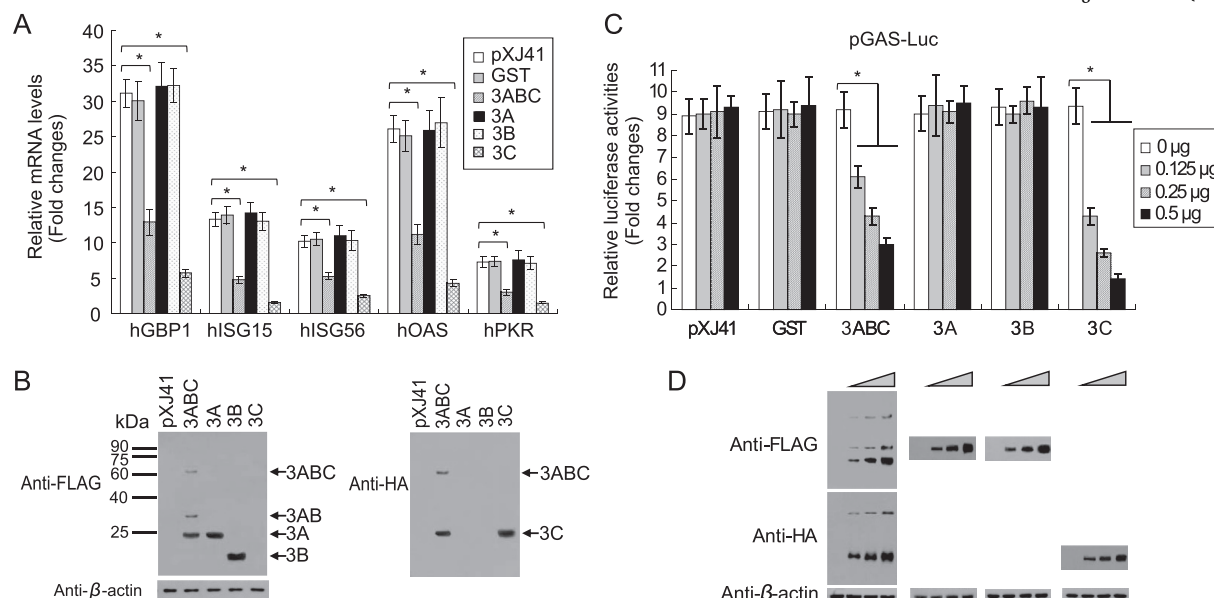 A
40
35
30
25
20
15
10
5
0
Relative mRNA levels
(Fold changes)
*
*
*
*
*
*
*
*
*
*
pXJ41
GST
3ABC
3A
3B
3C
hGBP1
hISG15
hISG56
hOAS
hPKR
C
pGAS-Luc
11
10
9
8
7
6
5
4
3
2
1
0
Relative luciferase activities
(Fold changes)
*
*
0 µg
0.125 µg
0.25 µg
0.5 µg
pXJ41
GST
3ABC
3A
3B
3C
B
kDa
pXJ41
3ABC
3A
3B
3C
90
75
60
40
25
Anti-FLAG
3ABC
3AB
3A
3B
Anti-β-actin
pXJ41
3ABC
3A
3B
3C
Anti-HA
3ABC
3C
D
Anti-FLAG
Anti-HA
Anti-β-actin